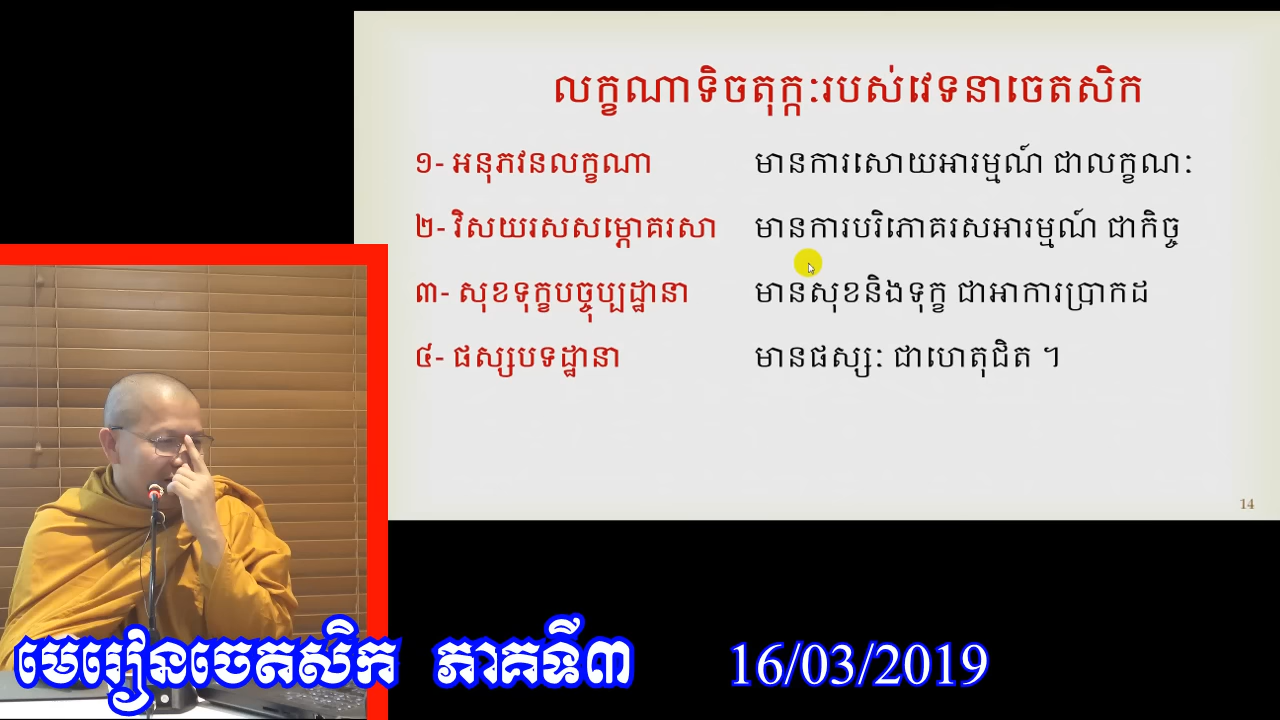 លក្ខណាទិចតុក្កៈរបស់វេទនាចេតសិក
១- អនុភវនលក្ខណា មានការសោយអារម្មណ៍ ជាលក្ខណៈ
២- វិសយរសសម្ភោគរសា មានការបរិភោគរសអារម្មណ៍ ជាកិច្ច
៣- សុខទុក្ខបច្ចុប្បដ្ឋានា មានសុខនិងទុក្ខ ជាអាការប្រាកដ
៤- ផស្សបទដ្ឋានា មានផស្សៈ ជាហេតុជិត ។
14
មេរៀនចេតសិក ភាគទី៣ 16/03/2019